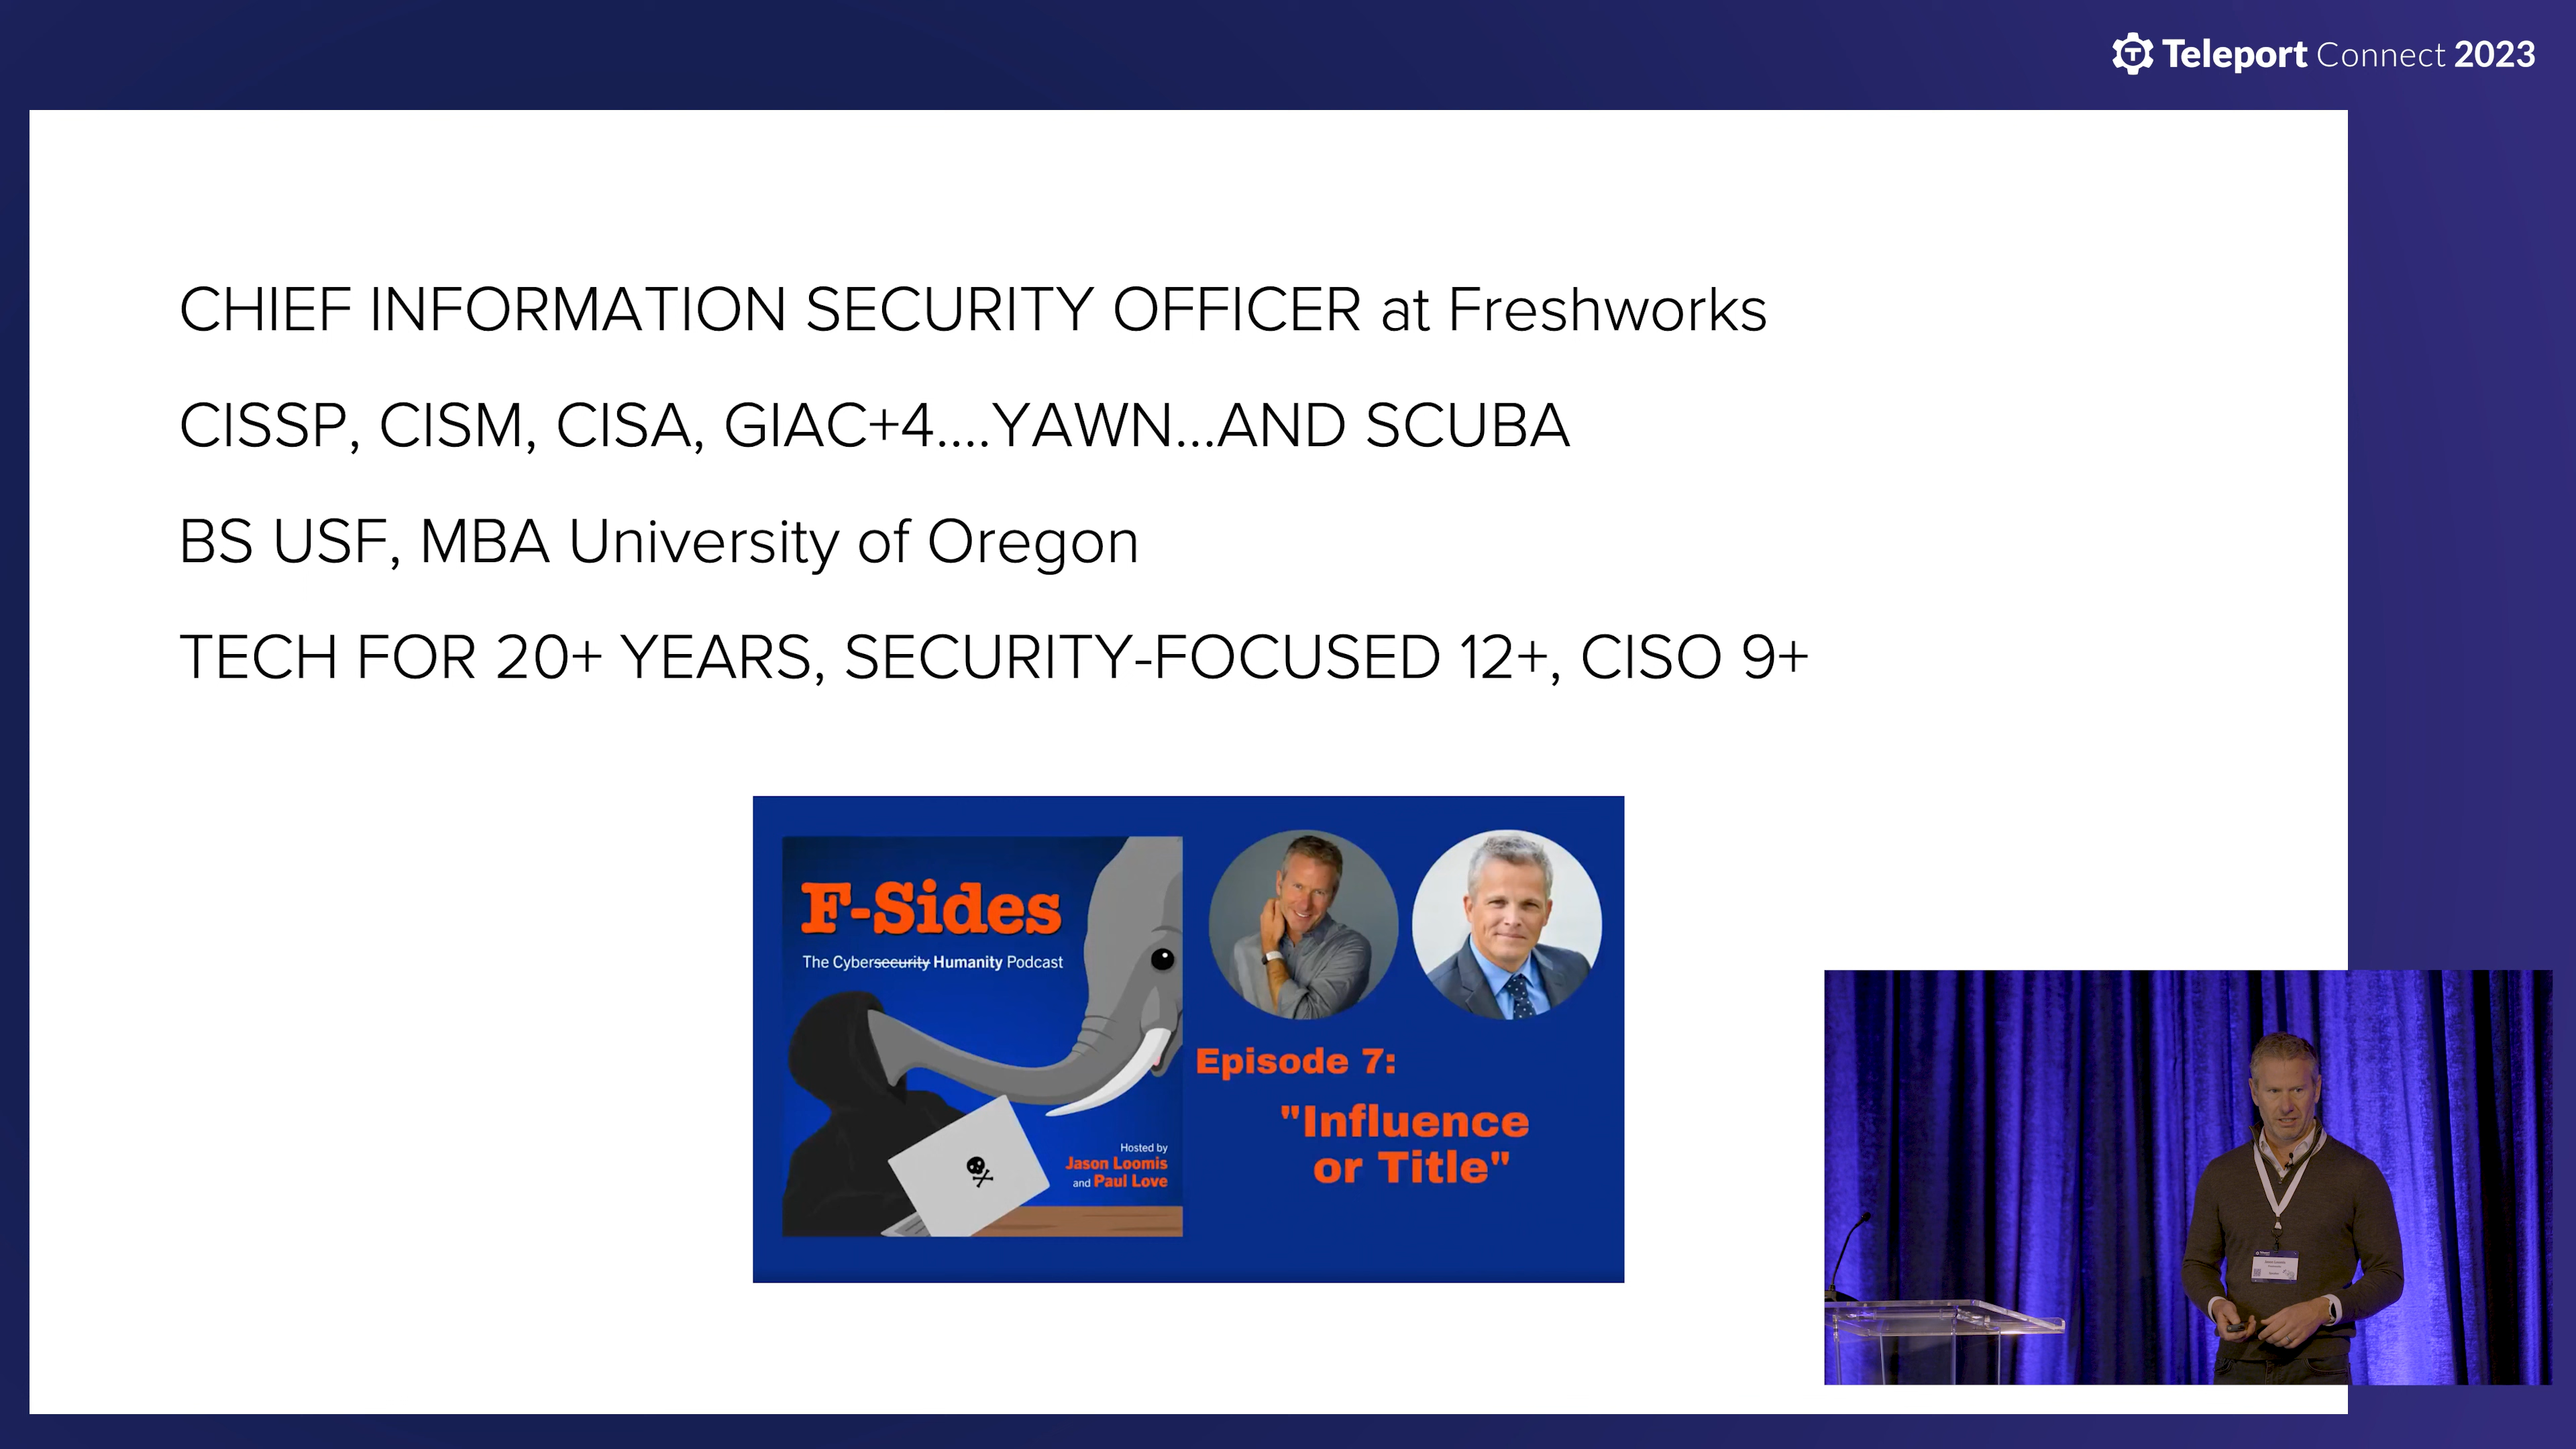 Teleport Connect 2023
CHIEF INFORMATION SECURITY OFFICER at Freshworks
CISSP, CISM, CISA, GIAC+4....YAWN...AND SCUBA
BS USF, MBA University of Oregon
TECH FOR 20+ YEARS, SECURITY-FOCUSED 12+, CISO 9+
F-Sides
The Cybersecurity Humanity Podcast
Hosted by
Jason Loomis
and Paul Love
Episode 7:
"Influence
or Title"